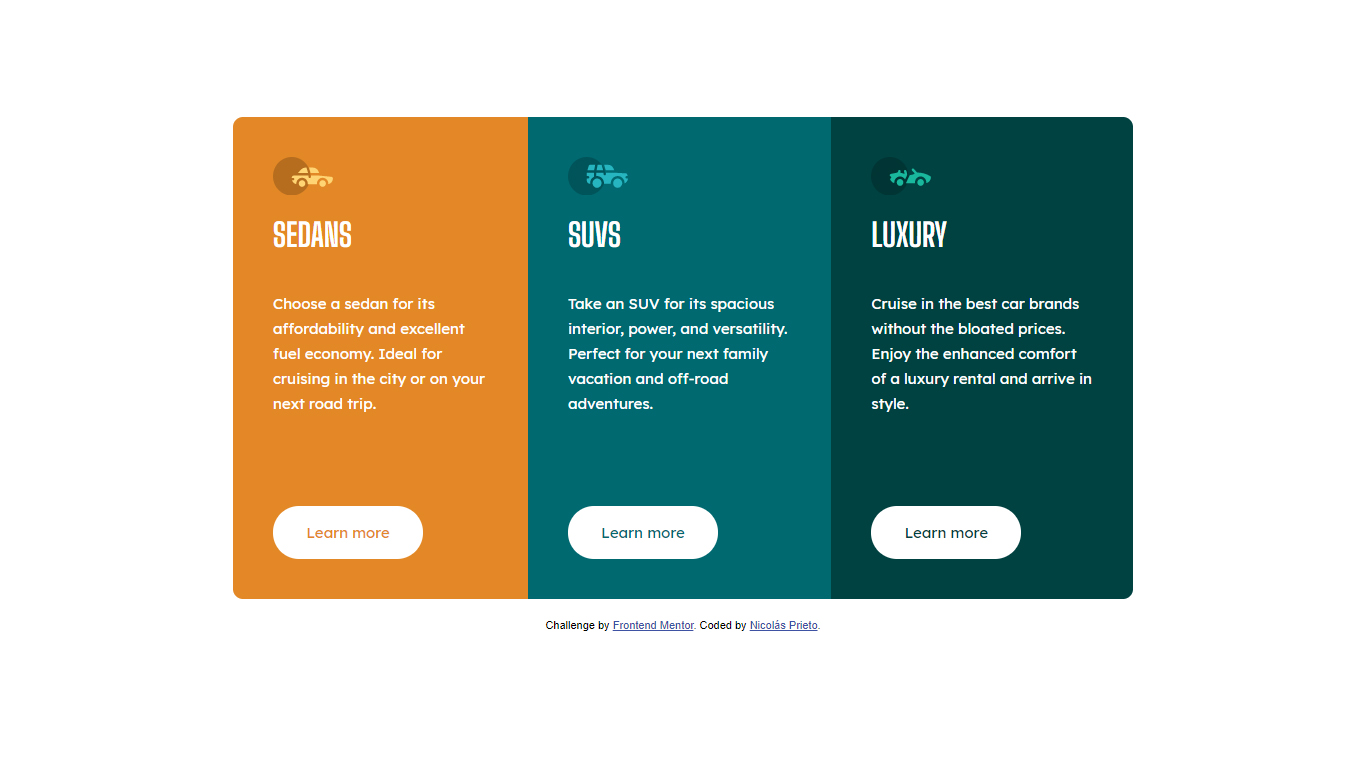 SEDANS
Choose a sedan for its
affordability and excellent
fuel economy. Ideal for
cruising in the city or on your
next road trip.
Learn more
SUVS
Take an SUV for its spacious
interior, power, and versatility.
Perfect for your next family
vacation and off-road
adventures.
Learn more
LUXURY
Cruise in the best car brands
without the bloated prices.
Enjoy the enhanced comfort
of a luxury rental and arrive in
style.
Learn more
Challenge by Frontend Mentor. Coded by Nicolás Prieto.